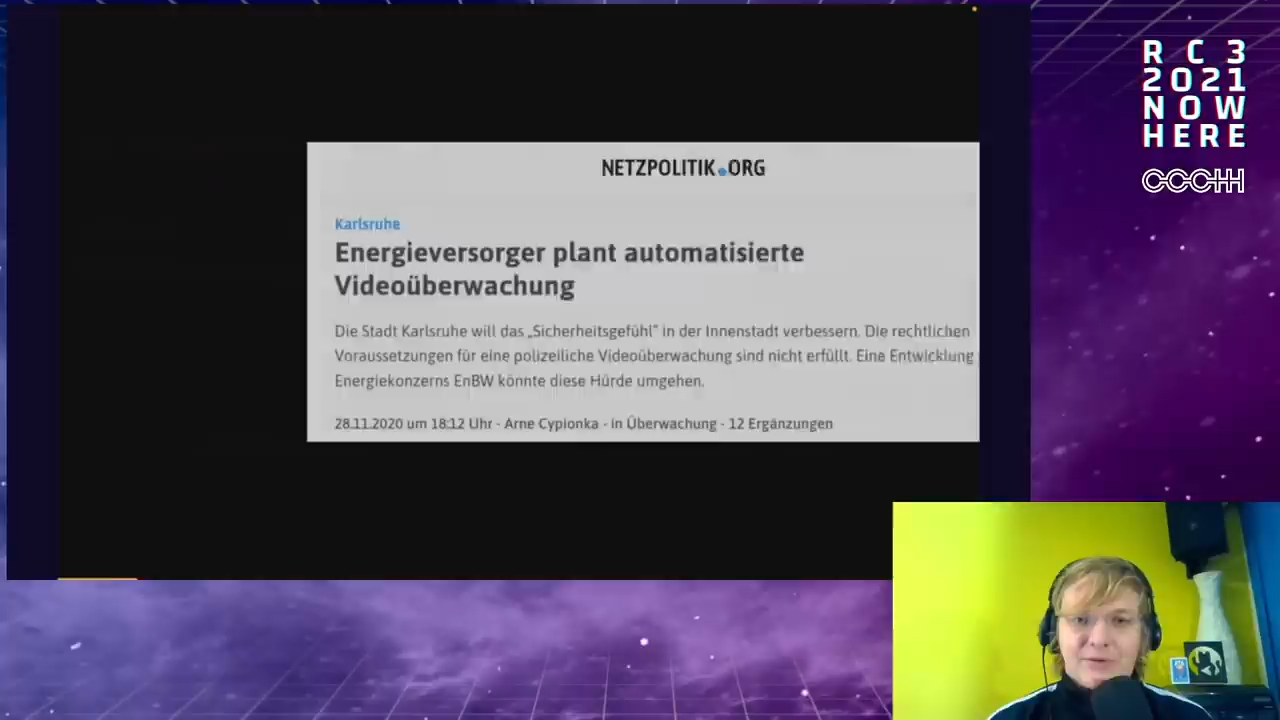 R C 3
2021
NOW
HERE
NETZPOLITIK.ORG
Karlsruhe
Energieversorger plant automatisierte
Videoüberwachung
Die Stadt Karlsruhe will das „Sicherheitsgefühl“ in der Innenstadt verbessern. Die rechtlichen
Voraussetzungen für eine polizeiliche Videoüberwachung sind nicht erfüllt. Eine Entwicklung
Energiekonzerns EnBW könnte diese Hürde umgehen.
28.11.2020 um 18:12 Uhr - Arne Cypionka - in Überwachung - 12 Ergänzungen